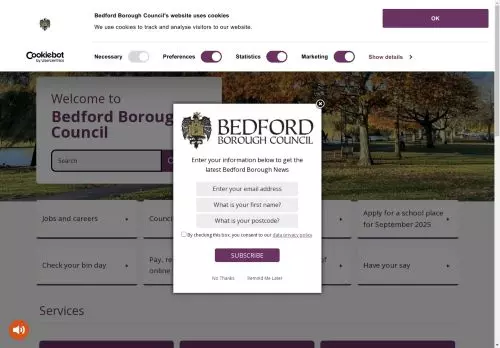 Bedford Borough Council's website uses cookies
We use cookies to track and analyse visitors to our website.
OK
Cookiebot
by Usercentrics
Necessary
Preferences
Statistics
Marketing
Show details
Welcome to
Bedford Borough
Council
Search
BEDFORD
BOROUGH COUNCIL
Enter your information below to get the
latest Bedford Borough News
Enter your email address
What is your first name?
What is your postcode?
By checking this box, you consent to our data privacy policy
SUBSCRIBE
No Thanks
Remind Me Later
Jobs and careers
Council
Apply for a school place
for September 2025
Check your bin day
Pay, re
online
of
Have your say
Services